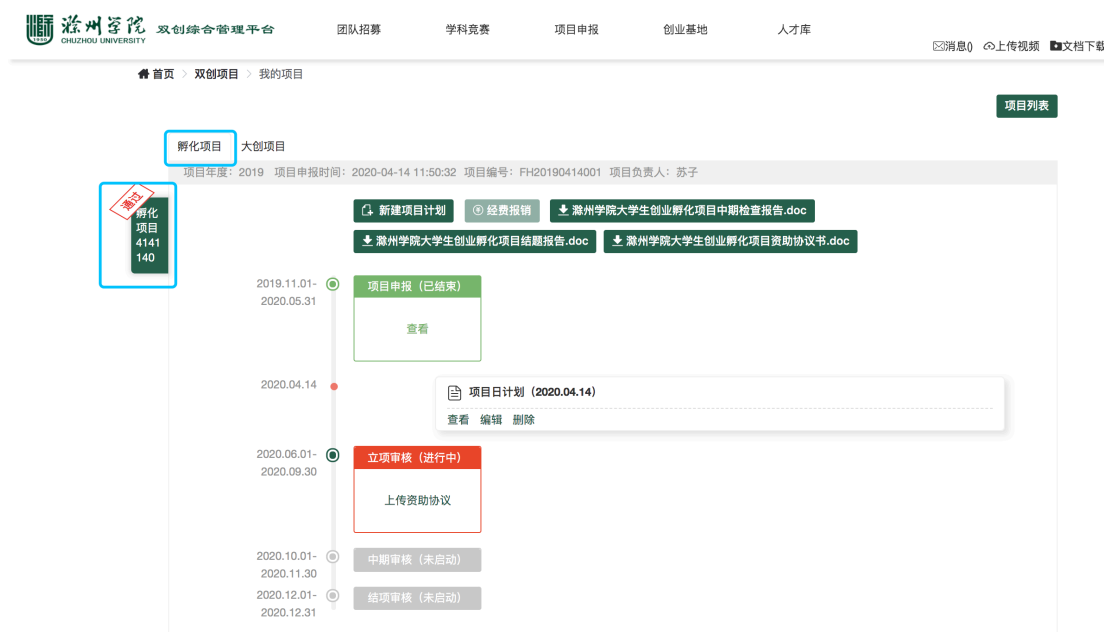 滁州学院 双创综合管理平台 团队招募 学科竞赛 项目申报 创业基地 人才库
CHUZHOU UNIVERSITY
1950
消息() 上传视频 文档下载
首页 > 双创项目 > 我的项目
项目列表
孵化项目 大创项目
项目年度：2019 项目申报时间：2020-04-14 11:50:32 项目编号：FH20190414001 项目负责人：苏子
通过
孵化
项目
4141
140
新建项目计划 经费报销 滁州学院大学生创业孵化项目中期检查报告.doc
滁州学院大学生创业孵化项目结题报告.doc 滁州学院大学生创业孵化项目资助协议书.doc
2019.11.01- 项目申报（已结束）
2020.05.31
查看
2020.04.14
项目日计划（2020.04.14）
查看 编辑 删除
2020.06.01- 立项审核（进行中）
2020.09.30
上传资助协议
2020.10.01- 中期审核（未启动）
2020.11.30
2020.12.01- 结项审核（未启动）
2020.12.31